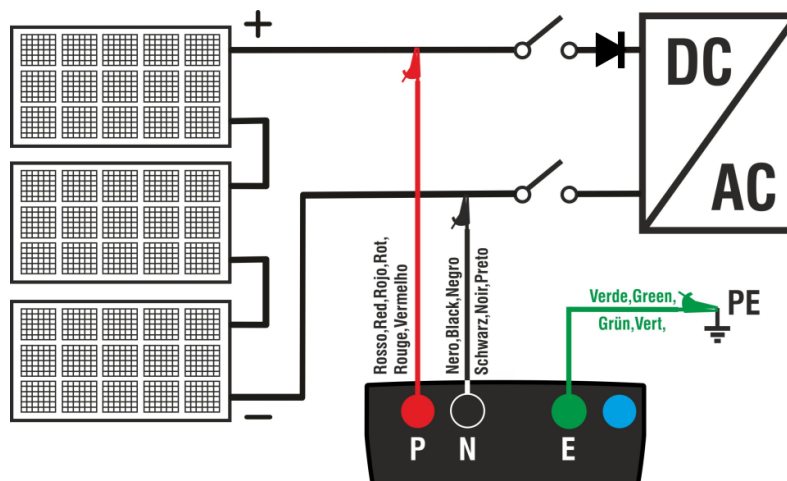 +
DC
AC
−
Rosso,Red,Rojo,Rot,
Rouge,Vermelho
Nero,Black,Negro
Schwarz,Noir,Preto
Verde,Green,
Grün,Vert,
PE
P
N
E